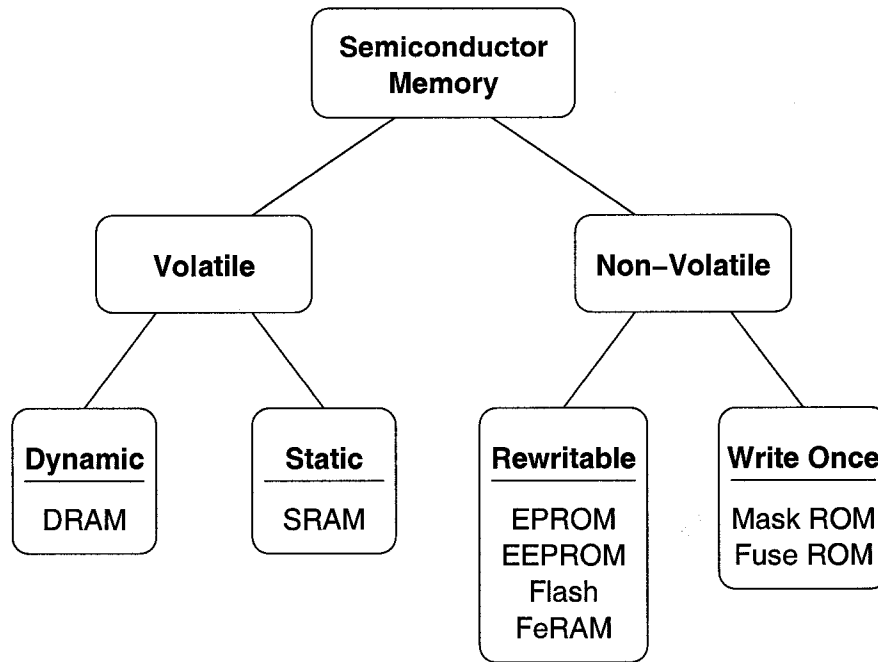 Semiconductor
Memory
Volatile
Non-Volatile
Dynamic
DRAM
Static
SRAM
Rewritable
EPROM
EEPROM
Flash
FeRAM
Write Once
Mask ROM
Fuse ROM